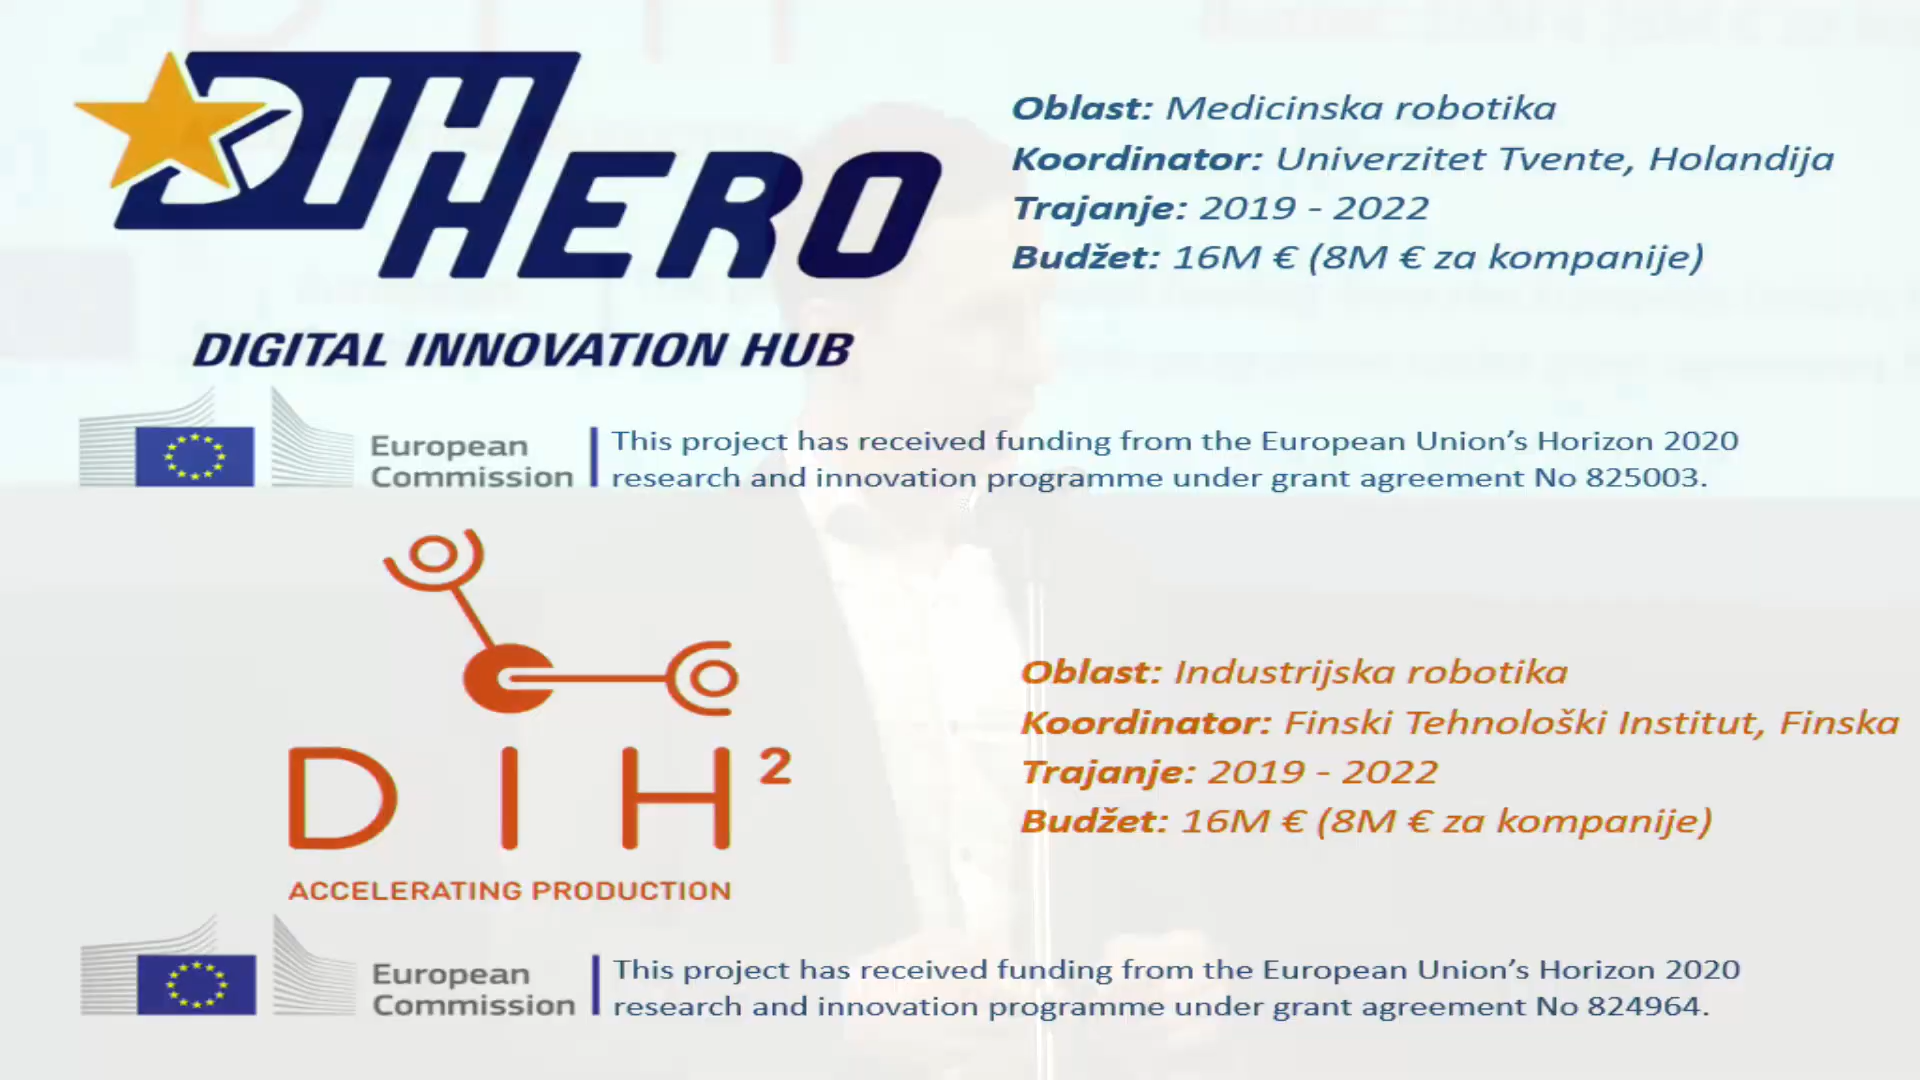 DIH
HERO
DIGITAL INNOVATION HUB
Oblast: Medicinska robotika
Koordinator: Univerzitet Tvente, Holandija
Trajanje: 2019 - 2022
Budžet: 16M € (8M € za kompanije)
European
Commission
This project has received funding from the European Union’s Horizon 2020
research and innovation programme under grant agreement No 825003.
DIH²
ACCELERATING PRODUCTION
Oblast: Industrijska robotika
Koordinator: Finski Tehnološki Institut, Finska
Trajanje: 2019 - 2022
Budžet: 16M € (8M € za kompanije)
European
Commission
This project has received funding from the European Union’s Horizon 2020
research and innovation programme under grant agreement No 824964.